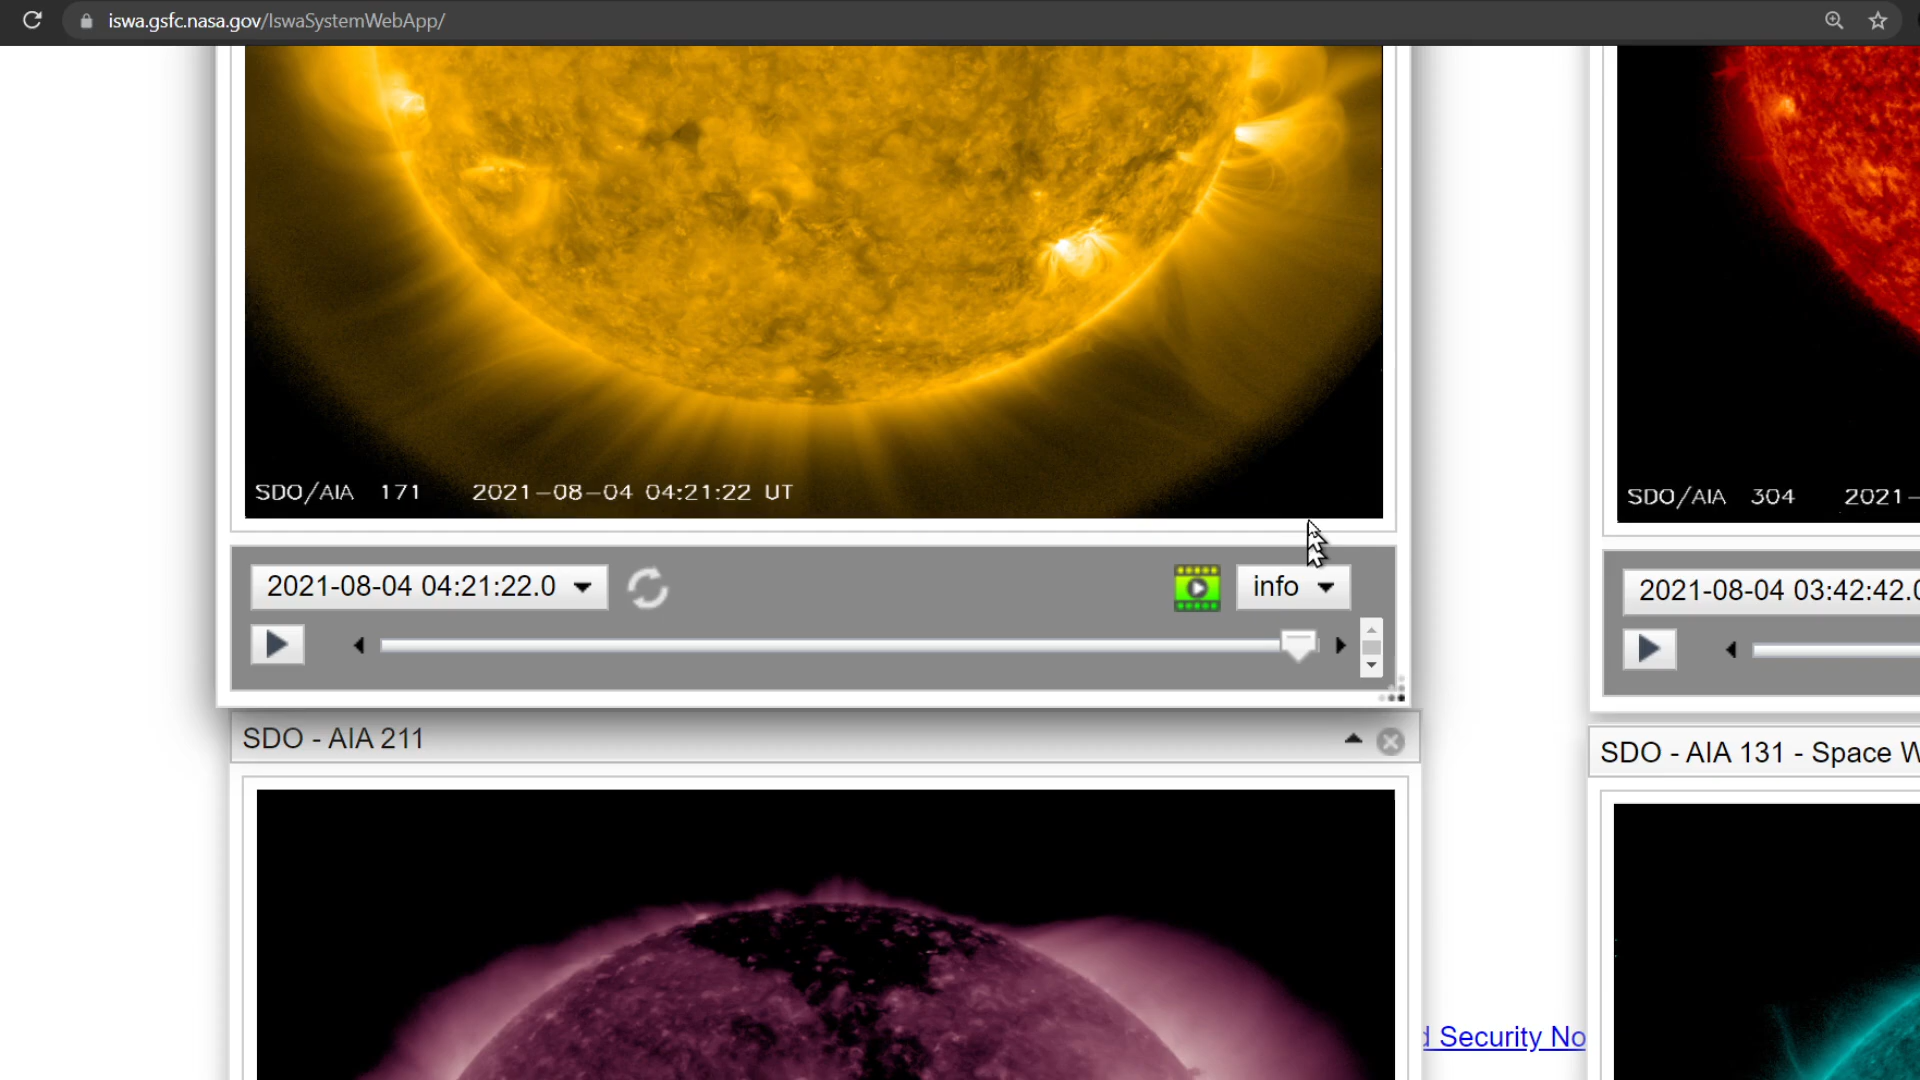 iswa.gsfc.nasa.gov/IswaSystemWebApp/
SDO/AIA 171 2021-08-04 04:21:22 UT
SDO/AIA 304 2021-
2021-08-04 04:21:22.0
info
2021-08-04 03:42:42.0
SDO - AIA 211
SDO - AIA 131 - Space W
d Security No